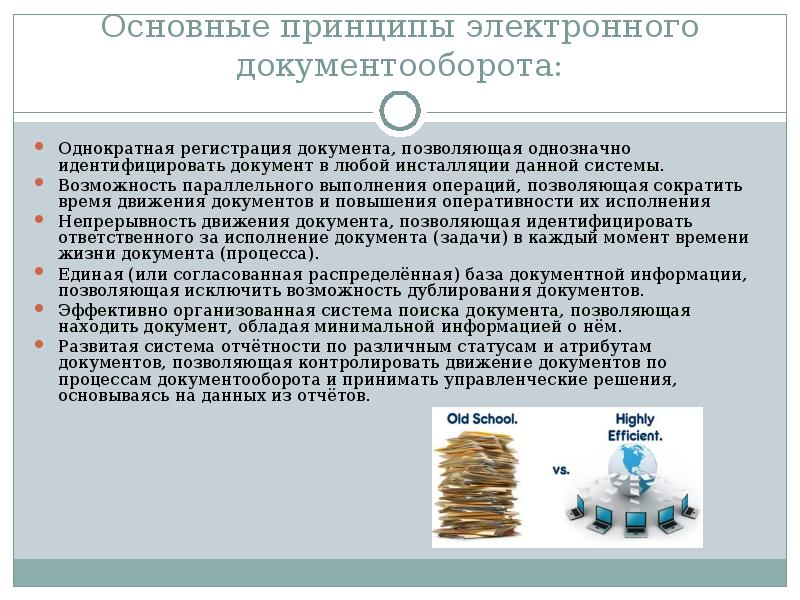 Основные принципы электронного
документооборота:
Однократная регистрация документа, позволяющая однозначно
идентифицировать документ в любой инсталляции данной системы.
Возможность параллельного выполнения операций, позволяющая сократить
время движения документов и повышения оперативности их исполнения
Непрерывность движения документа, позволяющая идентифицировать
ответственного за исполнение документа (задачи) в каждый момент времени
жизни документа (процесса).
Единая (или согласованная распределённая) база документной информации,
позволяющая исключить возможность дублирования документов.
Эффективно организованная система поиска документа, позволяющая
находить документ, обладая минимальной информацией о нём.
Развитая система отчётности по различным статусам и атрибутам
документов, позволяющая контролировать движение документов по
процессам документооборота и принимать управленческие решения,
основываясь на данных из отчётов.
Old School.
vs.
Highly
Efficient.